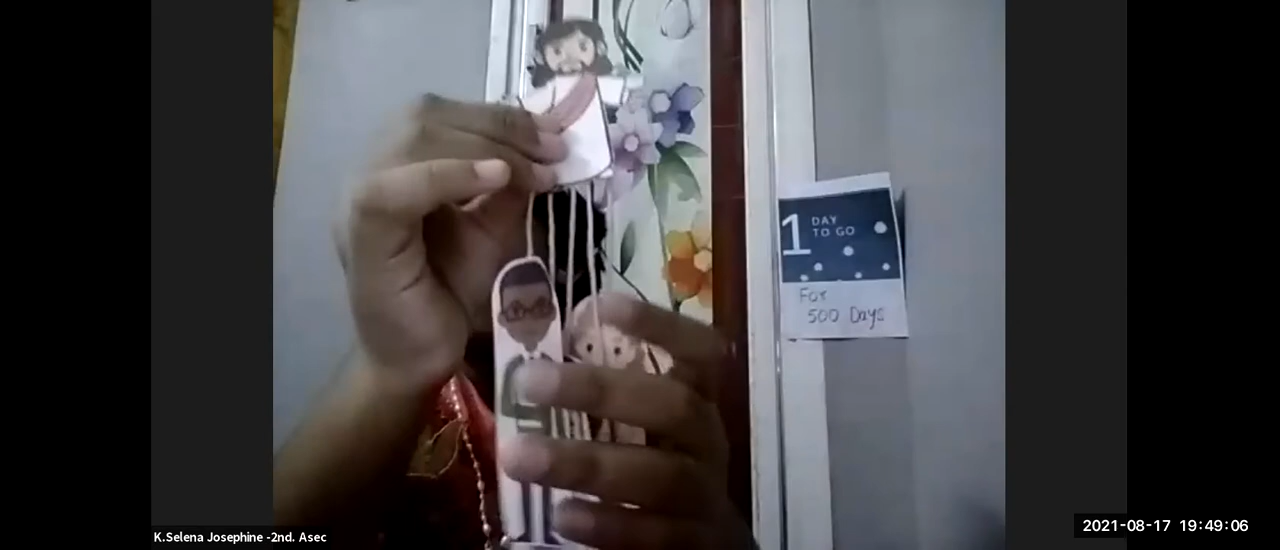 1 DAY
TO GO
For
500 Days
K.Selena Josephine -2nd. Asec
2021-08-17 19:49:06